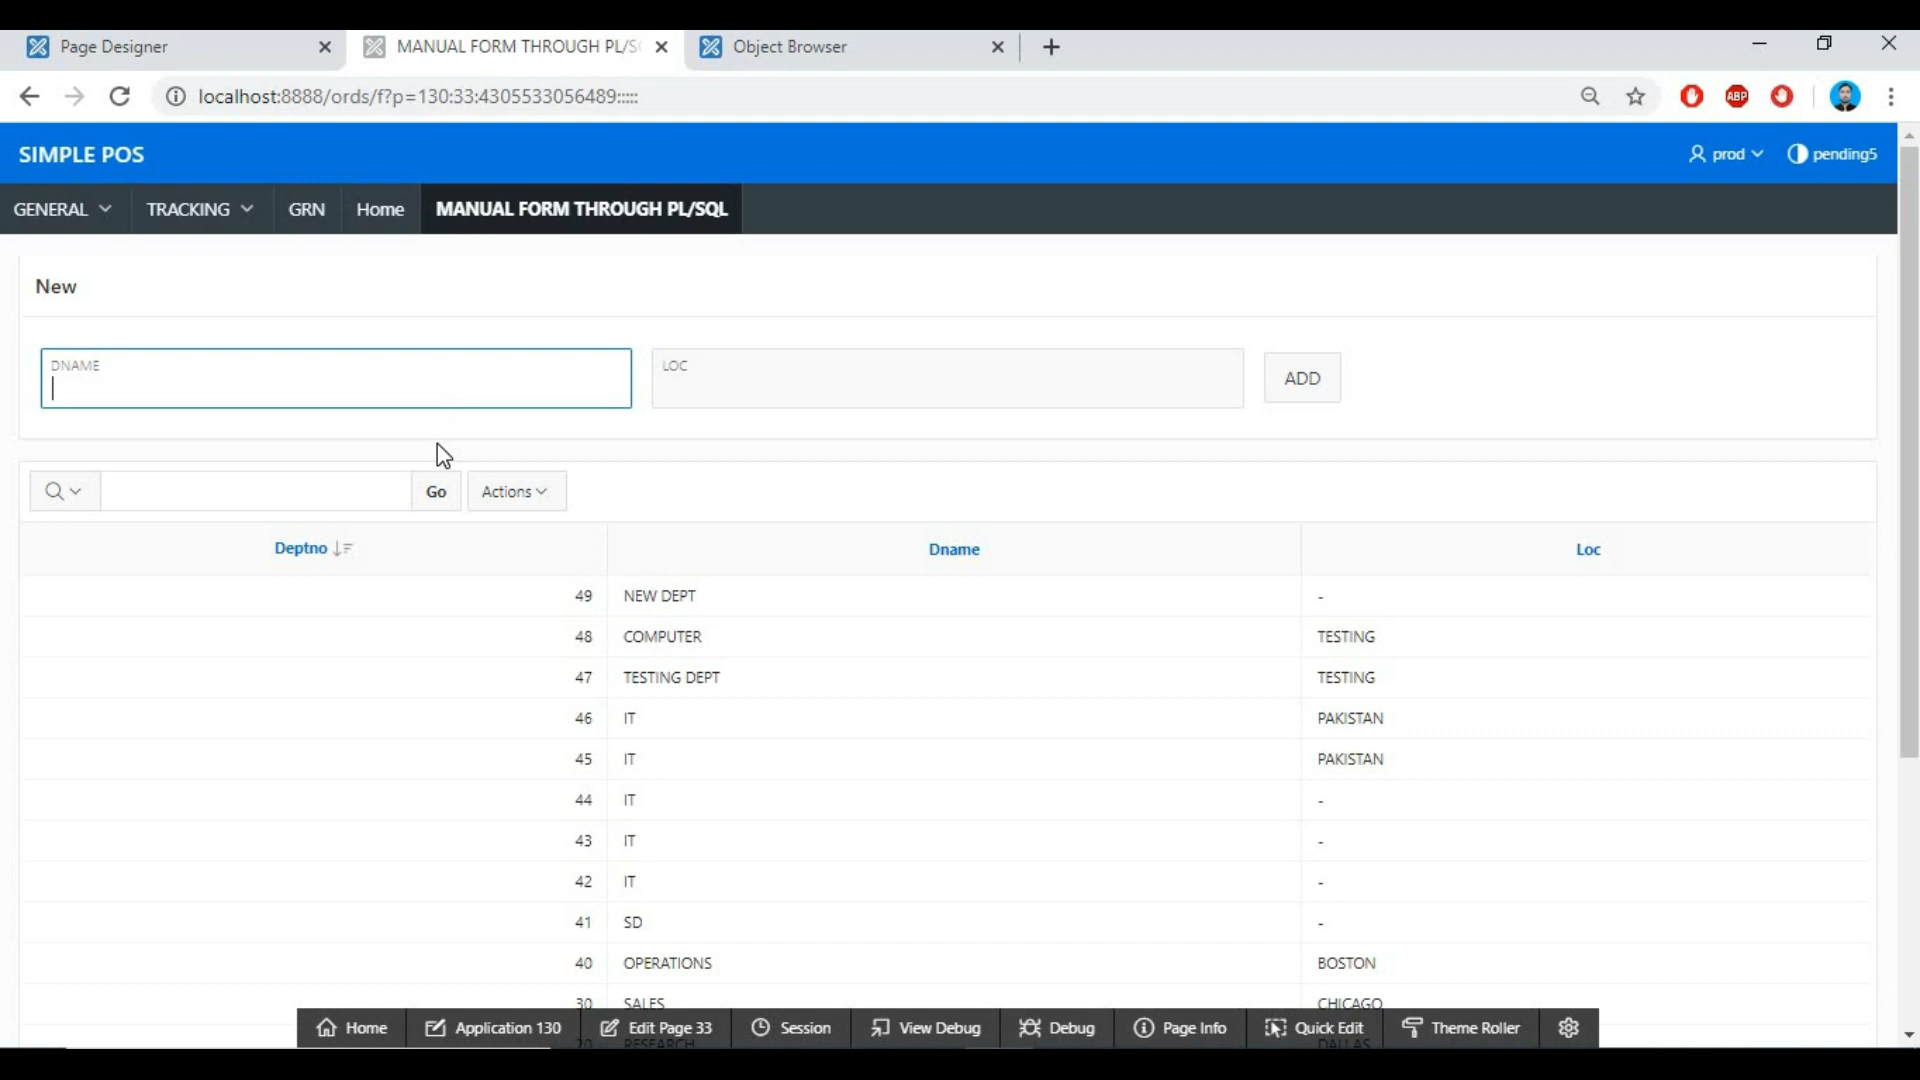 Page Designer
MANUAL FORM THROUGH PL/S
Object Browser
localhost:8888/ords/f?p=130:33:4305533056489:::::
ABP
SIMPLE POS
prod
pending5
GENERAL
TRACKING
GRN
Home
MANUAL FORM THROUGH PL/SQL
New
DNAME
LOC
ADD
Go
Actions
Deptno Dname Loc
49 NEW DEPT -
48 COMPUTER TESTING
47 TESTING DEPT TESTING
46 IT PAKISTAN
45 IT PAKISTAN
44 IT -
43 IT -
42 IT -
41 SD -
40 OPERATIONS BOSTON
30 SALES CHICAGO
Home Application 130 Edit Page 33 Session View Debug Debug Page Info Quick Edit Theme Roller
20 RESEARCH DALLAS